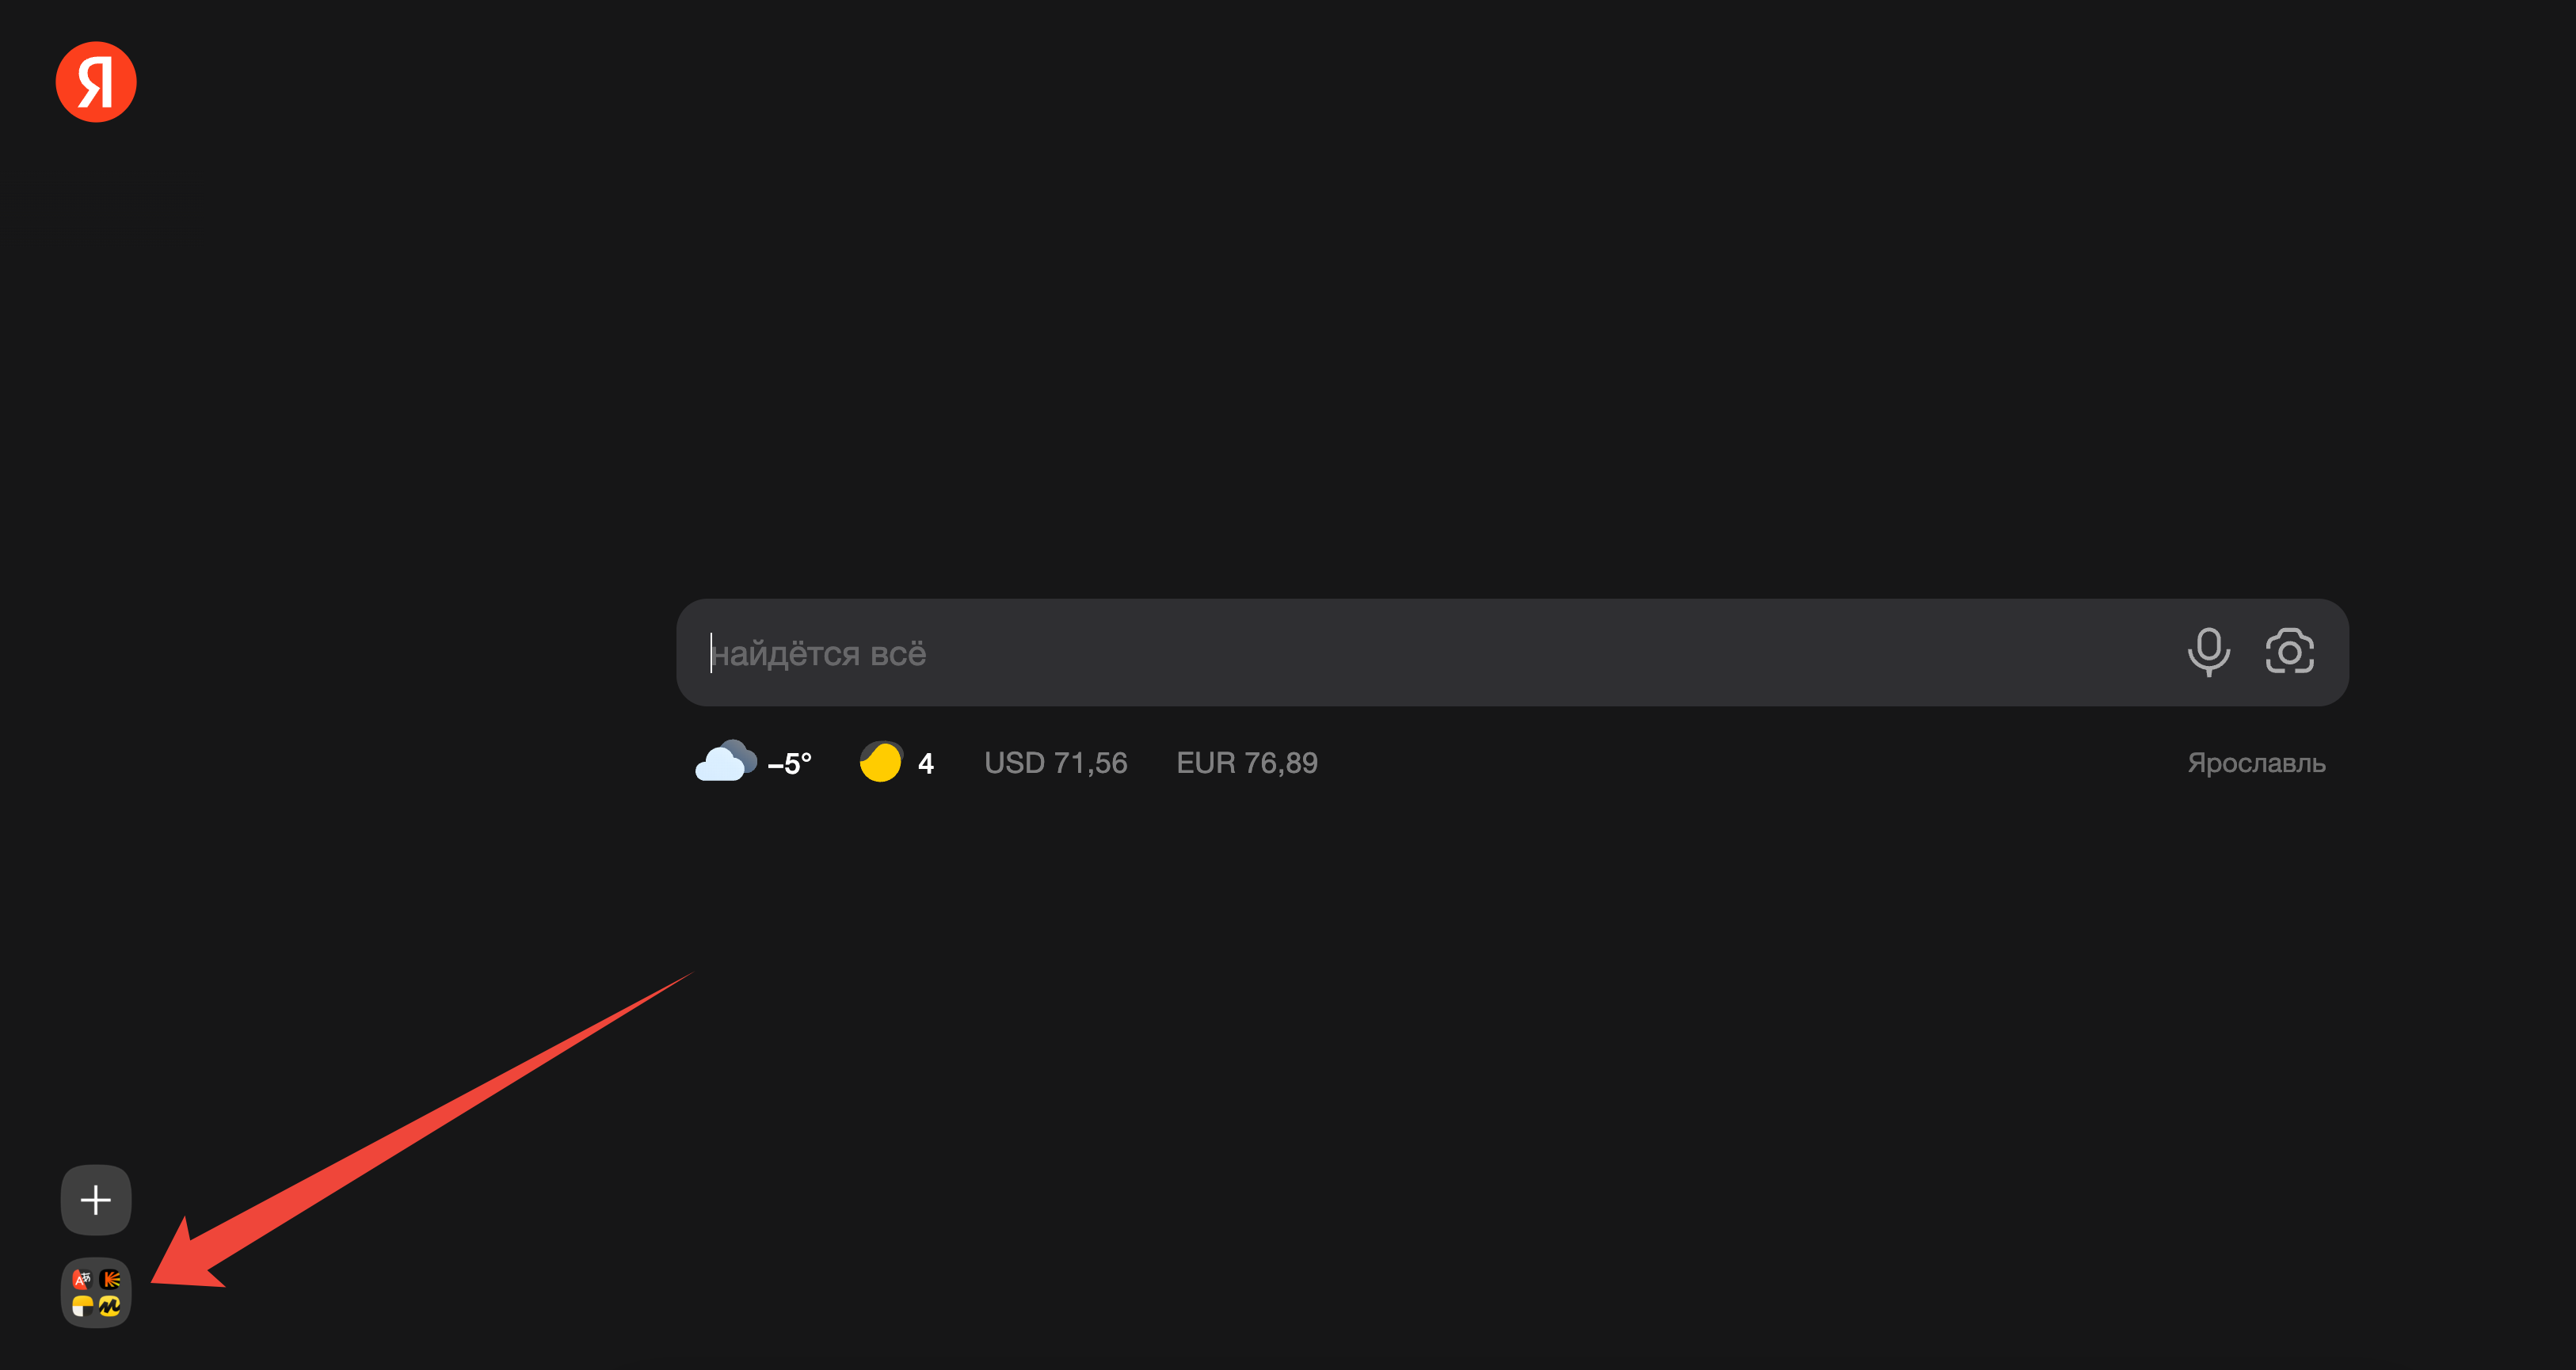 Я
найдётся всё
–5° 4 USD 71,56 EUR 76,89 Ярославль